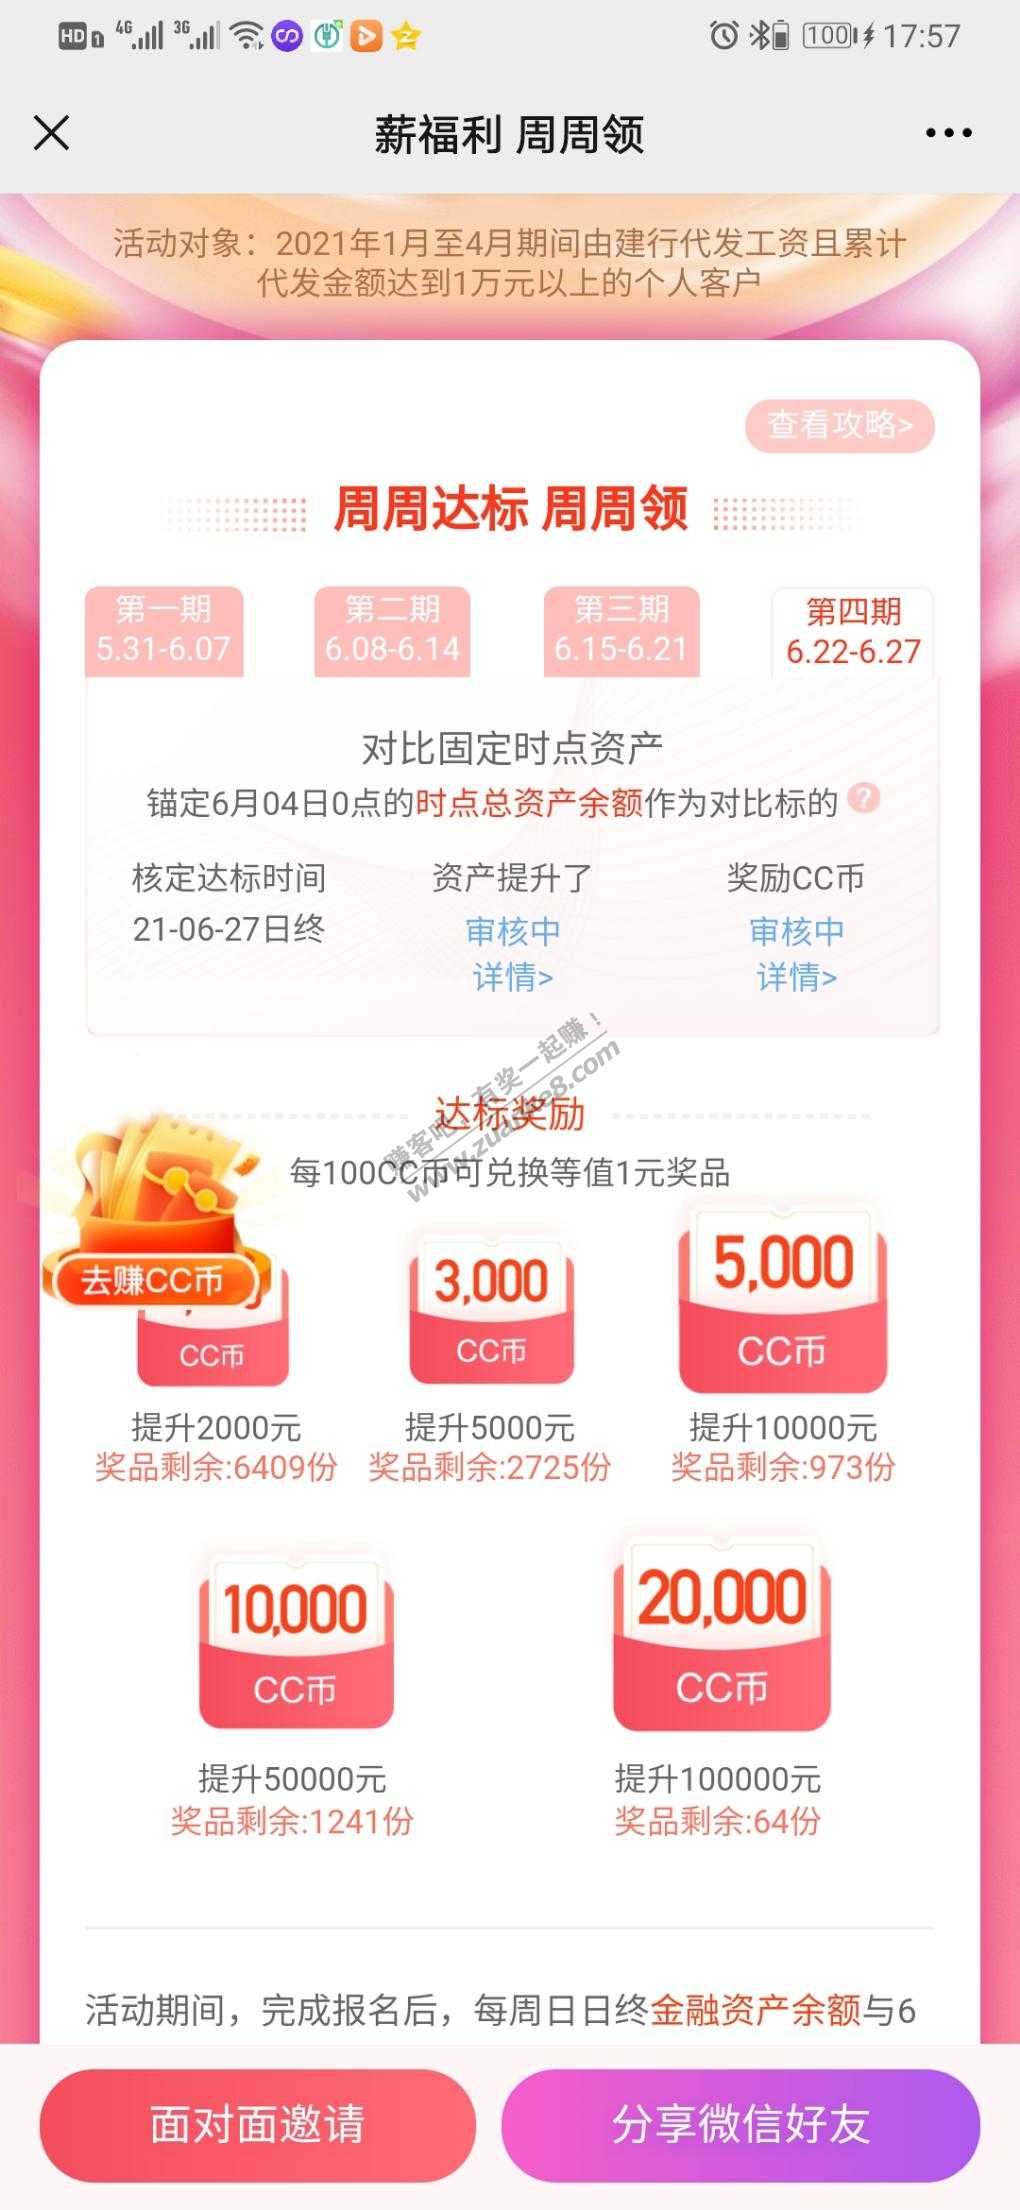 HD 1 4G 3G 100 17:57
薪福利 周周领
活动对象：2021年1月至4月期间由建行代发工资且累计
代发金额达到1万元以上的个人客户
查看攻略>
周周达标 周周领
第一期
5.31-6.07
第二期
6.08-6.14
第三期
6.15-6.21
第四期
6.22-6.27
对比固定时点资产
锚定6月04日0点的时点总资产余额作为对比标的 ?
核定达标时间 资产提升了 奖励CC币
21-06-27日终 审核中 审核中
详情> 详情>
赚客吧，有奖一起赚！
www.zuanke8.com
达标奖励
每100CC币可兑换等值1元奖品
去赚CC币
3,000
5,000
CC币 CC币 CC币
提升2000元 提升5000元 提升10000元
奖品剩余:6409份 奖品剩余:2725份 奖品剩余:973份
10,000 20,000
CC币 CC币
提升50000元 提升100000元
奖品剩余:1241份 奖品剩余:64份
活动期间，完成报名后，每周日日终金融资产余额与6
面对面邀请 分享微信好友